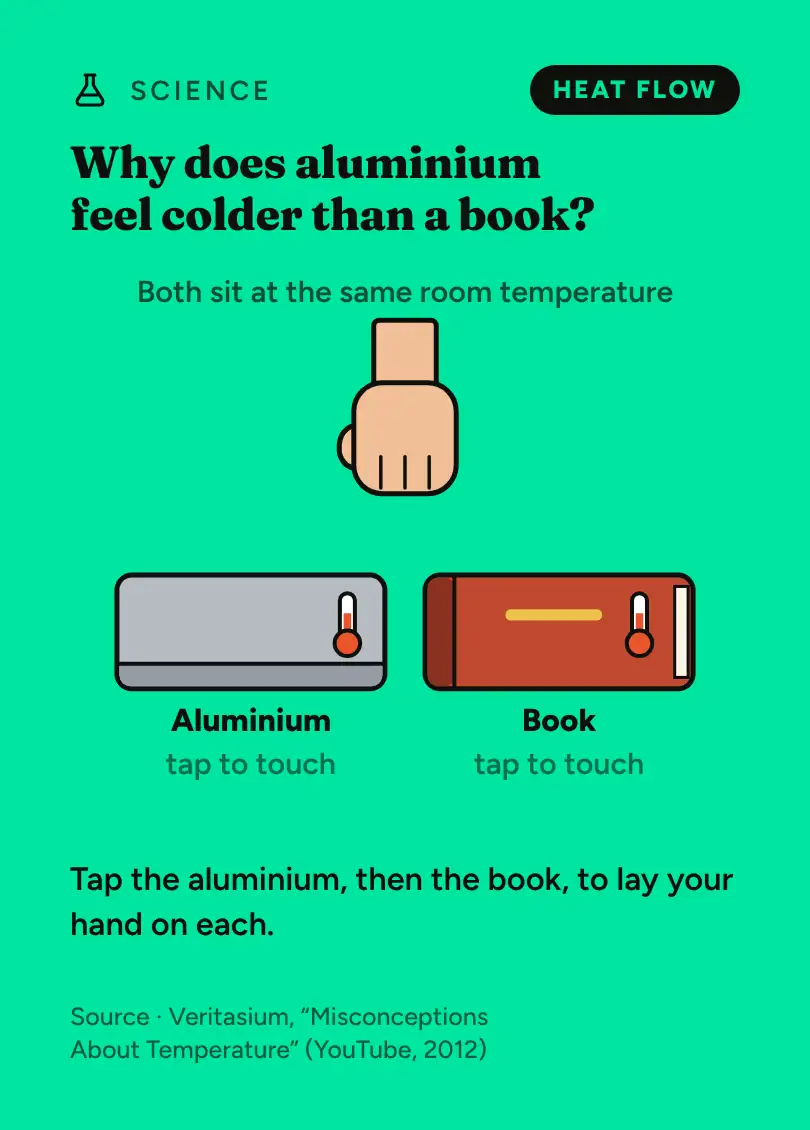 SCIENCE
HEAT FLOW
Why does aluminium
feel colder than a book?
Both sit at the same room temperature
Aluminium
Book
tap to touch
tap to touch
Tap the aluminium, then the book, to lay your
hand on each.
Source · Veritasium, “Misconceptions
About Temperature” (YouTube, 2012)